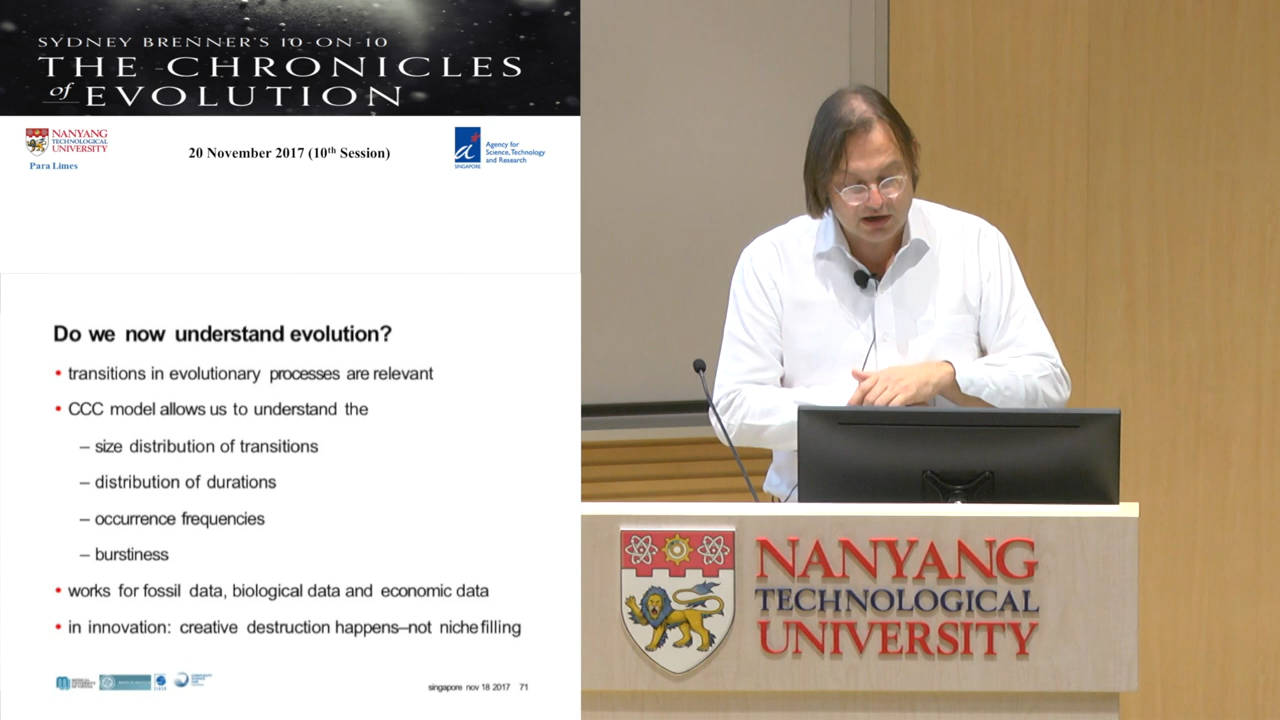 SYDNEY BRENNER'S 10-ON-10
THE CHRONICLES
of EVOLUTION
NANYANG
TECHNOLOGICAL
UNIVERSITY
Para Limes
20 November 2017 (10th Session)
SINGAPORE
Agency for
Science, Technology
and Research
Do we now understand evolution?
• transitions in evolutionary processes are relevant
• CCC model allows us to understand the
– size distribution of transitions
– distribution of durations
– occurrence frequencies
– burstiness
• works for fossil data, biological data and economic data
• in innovation: creative destruction happens—not niche filling
singapore nov 18 2017 71
NANYANG
TECHNOLOGICAL
UNIVERSITY